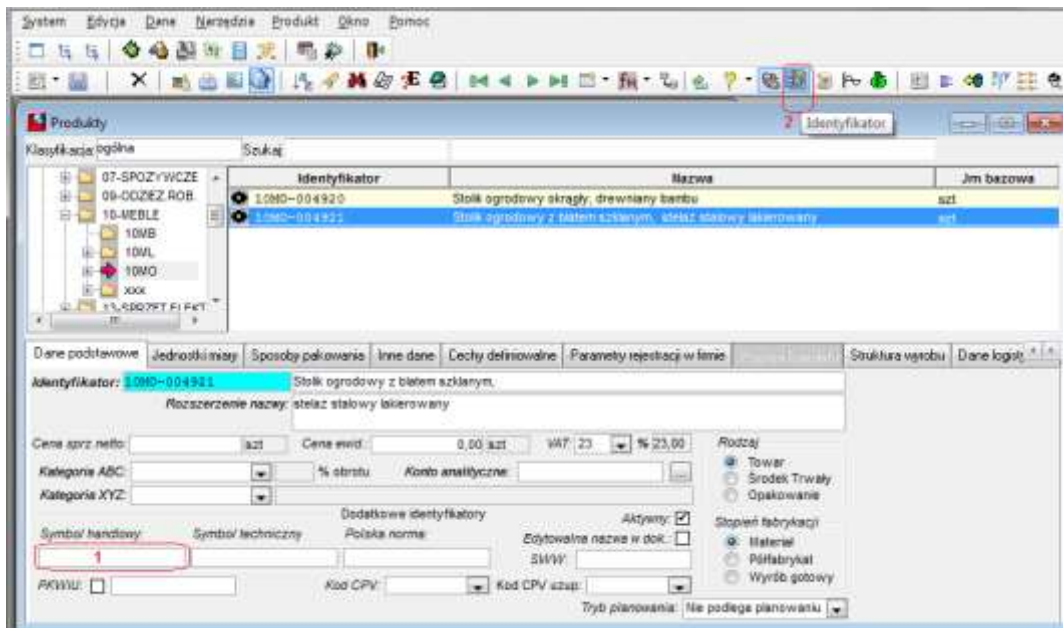 System Edycja Dane Narzędzia Produkt Okno Pomoc
2 Identyfikator
Produkty
Klasyfikacja: ogólna Szukaj:
07-SPOZYWCZE
09-ODZIEZ.ROB.
10-MEBLE
10MB
10ML
10MO
xxx
13-SPRZET.ELEKT
Identyfikator Nazwa Jm bazowa
10MO-004920 Stolik ogrodowy okrągły, drewniany bambu szt
10MO-004921 Stolik ogrodowy z blatem szklanym, stelaż stalowy lakierowany szt
Dane podstawowe Jednostki miary Sposoby pakowania Inne dane Cechy definiowalne Parametry rejestracji w firmie Struktura wyrobu Dane logist
Identyfikator: 10MO-004921 Stolik ogrodowy z blatem szklanym,
Rozszerzenie nazwy: stelaż stalowy lakierowany
Cena sprz.netto: szt Cena ewid.: 0,00 szt VAT: 23 % 23,00 Rodzaj
Towar
Kategoria ABC: % obrotu Konto analityczne: ...
Środek Trwały
Kategoria XYZ:
Opakowanie
Dodatkowe identyfikatory Aktywny:
Stopień fabrykacji
Symbol handlowy Symbol techniczny Polska norma Edytowalna nazwa w dok.:
Materiał
1 SWW:
Półfabrykat
PKWiU: Kod CPV: Kod CPV uzup:
Wyrób gotowy
Tryb planowania: Nie podlega planowaniu